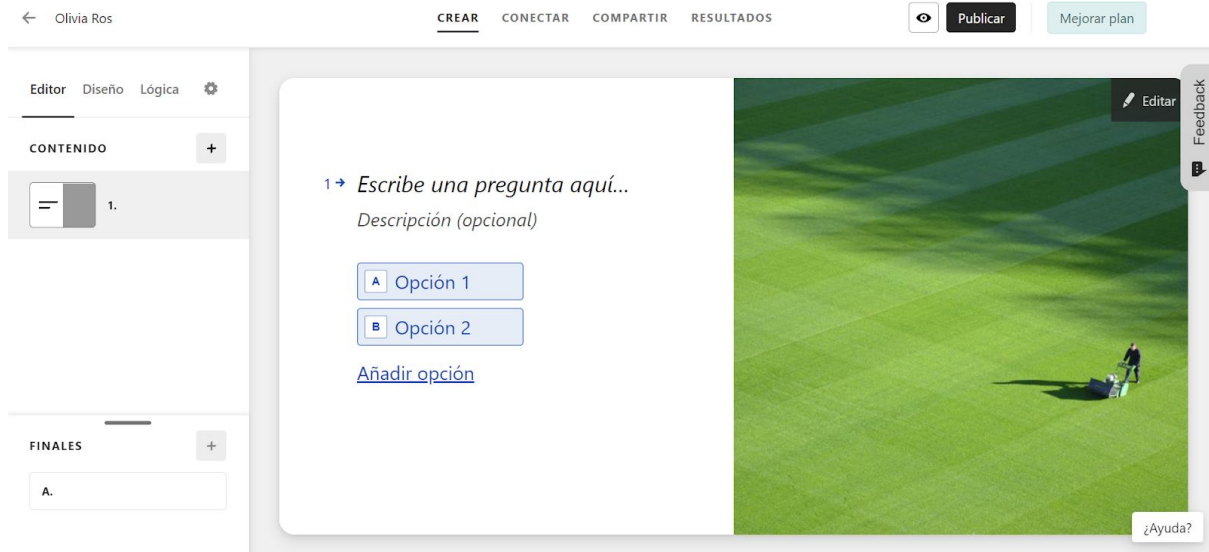 Olivia Ros
CREAR CONECTAR COMPARTIR RESULTADOS
Publicar
Mejorar plan
Editor Diseño Lógica
CONTENIDO +
1.
FINALES +
A.
1 Escribe una pregunta aquí...
Descripción (opcional)
A Opción 1
B Opción 2
Añadir opción
Editar
Feedback
¿Ayuda?